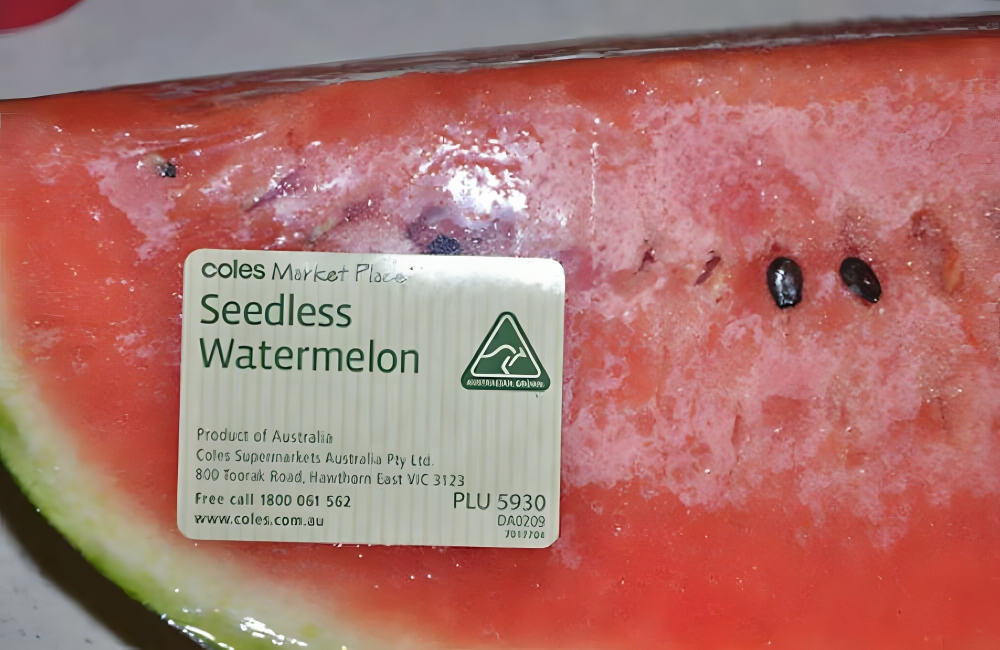 coles Market Place
Seedless
Watermelon
Product of Australia
Coles Supermarkets Australia Pty Ltd.
800 Toorak Road, Hawthorn East VIC 3123
Free call 1800 061 562
www.coles.com.au
PLU 5930
DA0209